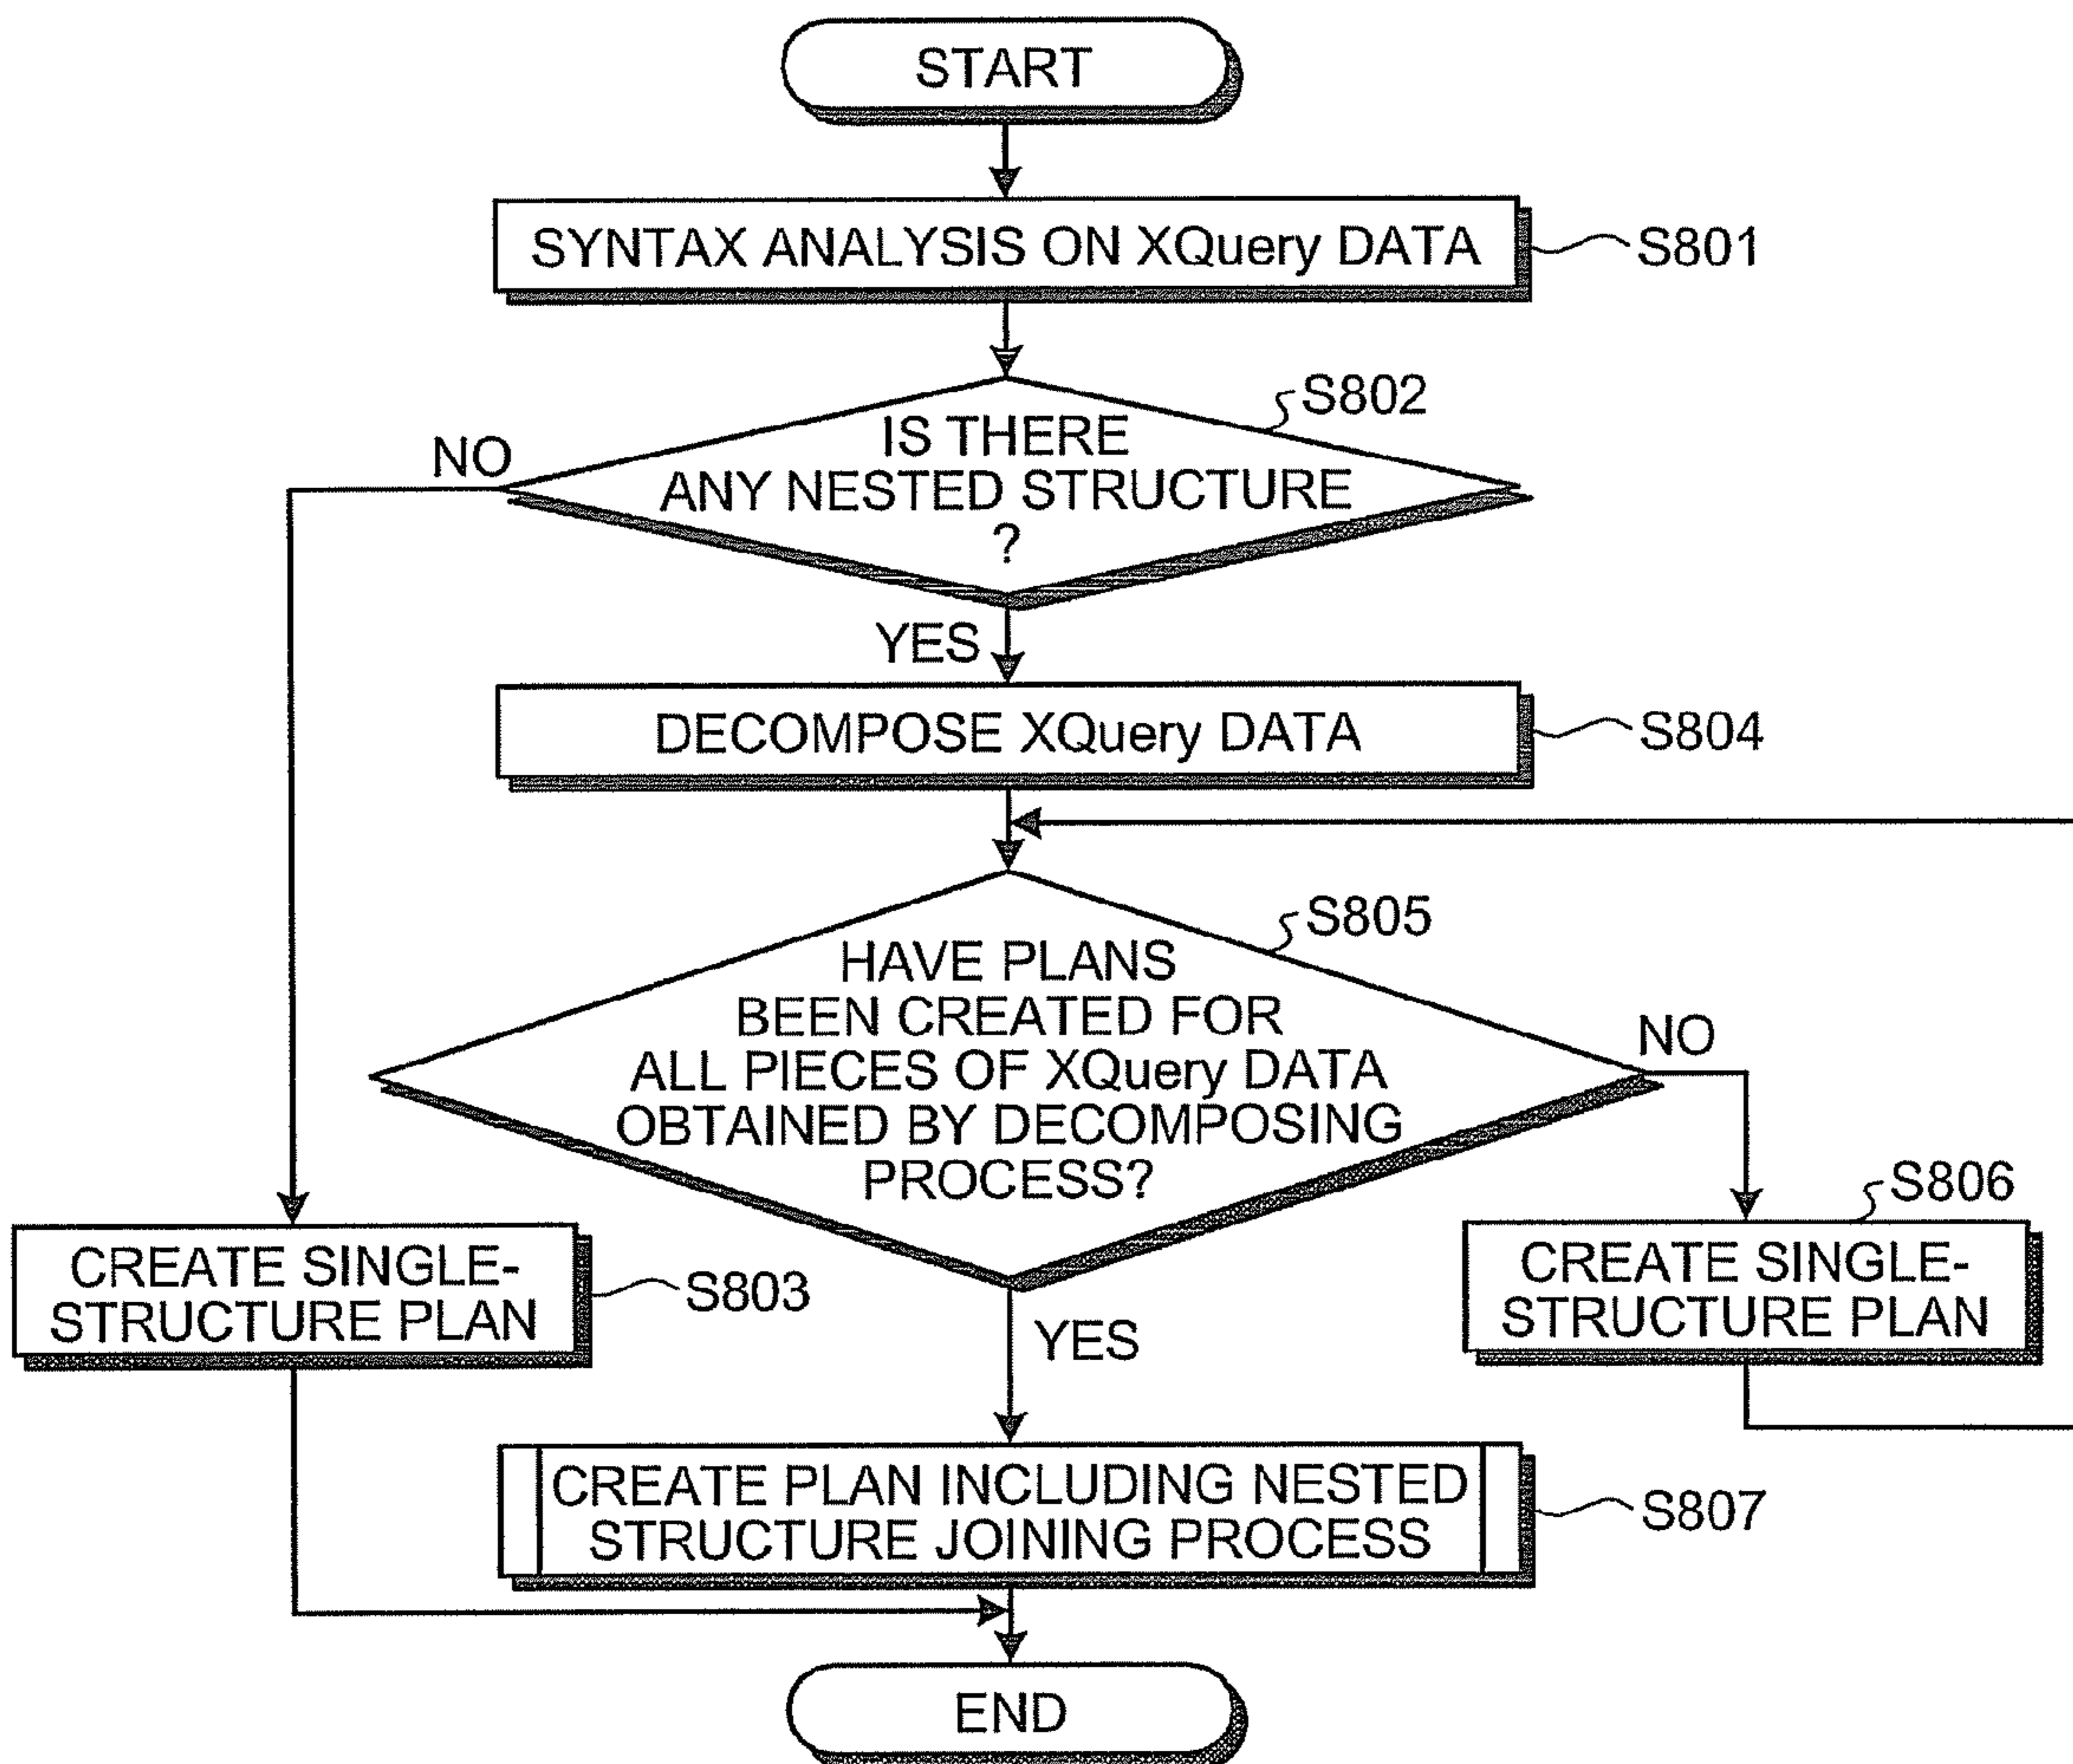 START
SYNTAX ANALYSIS ON XQuery DATA
S801
S802
IS THERE
ANY NESTED STRUCTURE
?
NO
YES
DECOMPOSE XQuery DATA
S804
S805
HAVE PLANS
BEEN CREATED FOR
ALL PIECES OF XQuery DATA
OBTAINED BY DECOMPOSING
PROCESS?
NO
S806
CREATE SINGLE-
STRUCTURE PLAN
S803
YES
CREATE SINGLE-
STRUCTURE PLAN
CREATE PLAN INCLUDING NESTED
STRUCTURE JOINING PROCESS
S807
END